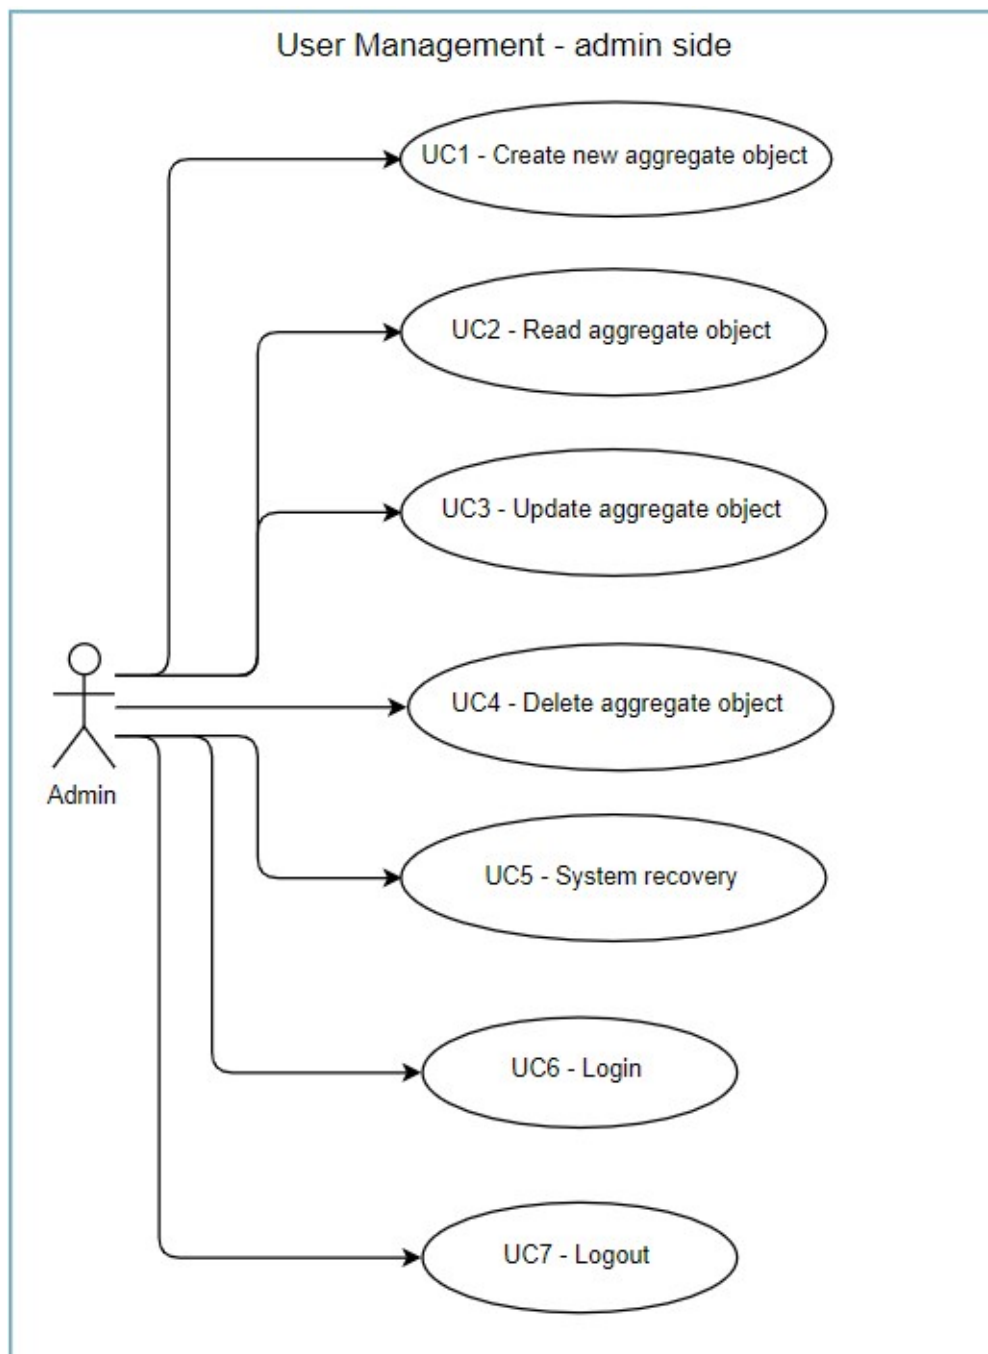 User Management - admin side
UC1 - Create new aggregate object
UC2 - Read aggregate object
UC3 - Update aggregate object
UC4 - Delete aggregate object
Admin
UC5 - System recovery
UC6 - Login
UC7 - Logout